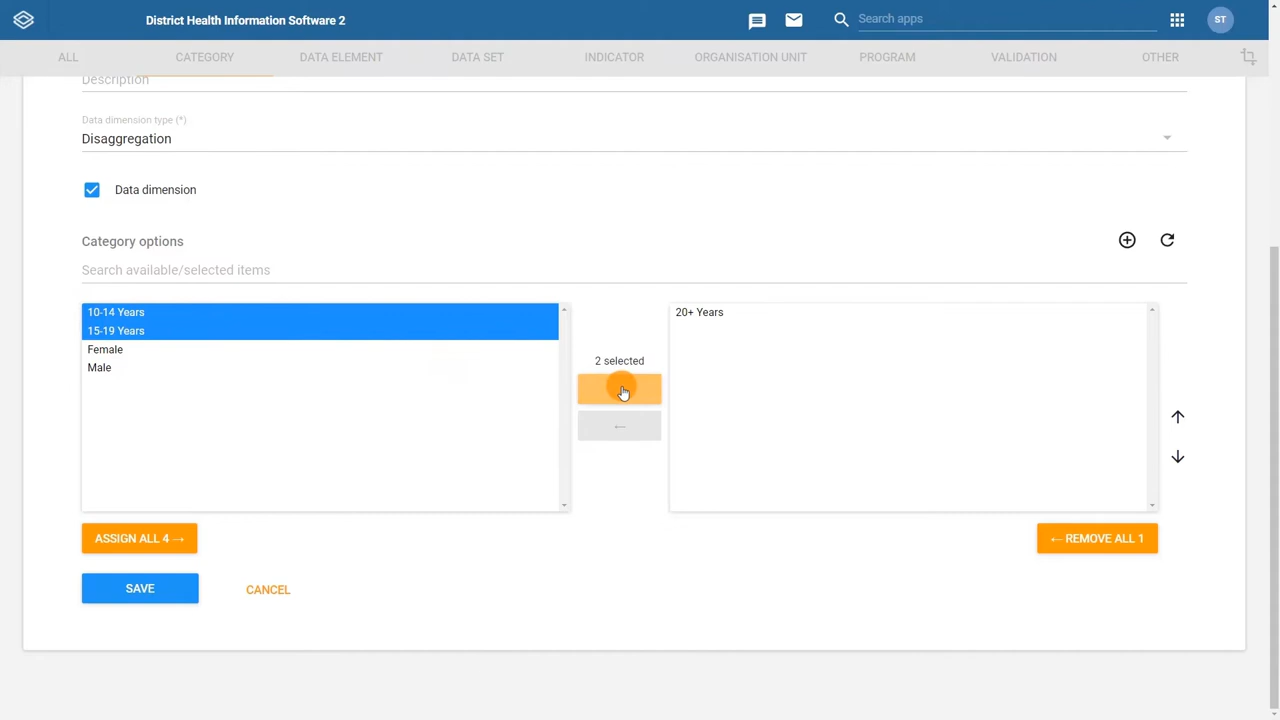 District Health Information Software 2
Search apps
ST
ALL
CATEGORY
DATA ELEMENT
DATA SET
INDICATOR
ORGANISATION UNIT
PROGRAM
VALIDATION
OTHER
Description
Data dimension type (*)
Disaggregation
Data dimension
Category options
Search available/selected items
10-14 Years
15-19 Years
Female
Male
2 selected
←
20+ Years
ASSIGN ALL 4 →
← REMOVE ALL 1
SAVE
CANCEL